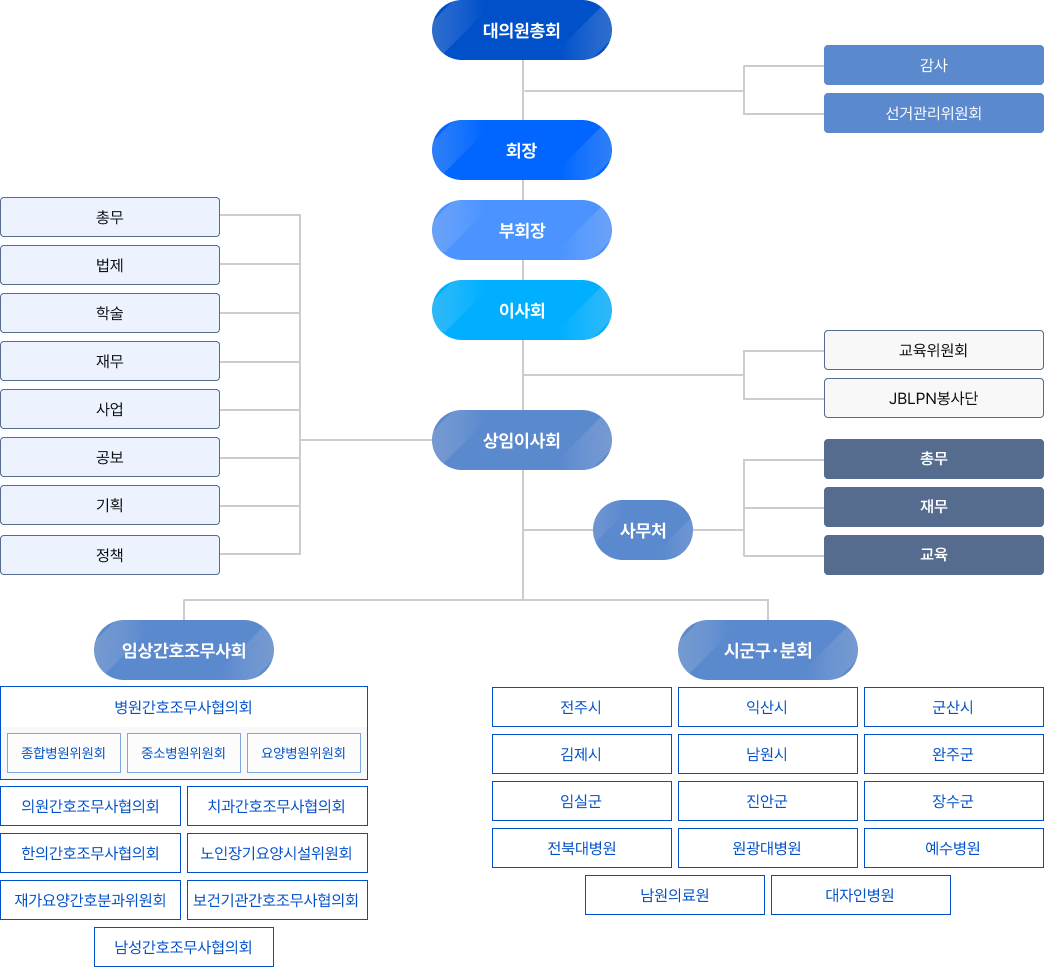 대의원총회
감사
선거관리위원회
회장
부회장
이사회
총무
법제
학술
재무
사업
공보
기획
정책
교육위원회
JBLPN봉사단
상임이사회
사무처
총무
재무
교육
임상간호조무사회
병원간호조무사협의회
종합병원위원회 중소병원위원회 요양병원위원회
의원간호조무사협의회 치과간호조무사협의회
한의간호조무사협의회 노인장기요양시설위원회
재가요양간호분과위원회 보건기관간호조무사협의회
남성간호조무사협의회
시군구·분회
전주시 익산시 군산시
김제시 남원시 완주군
임실군 진안군 장수군
전북대병원 원광대병원 예수병원
남원의료원 대자인병원